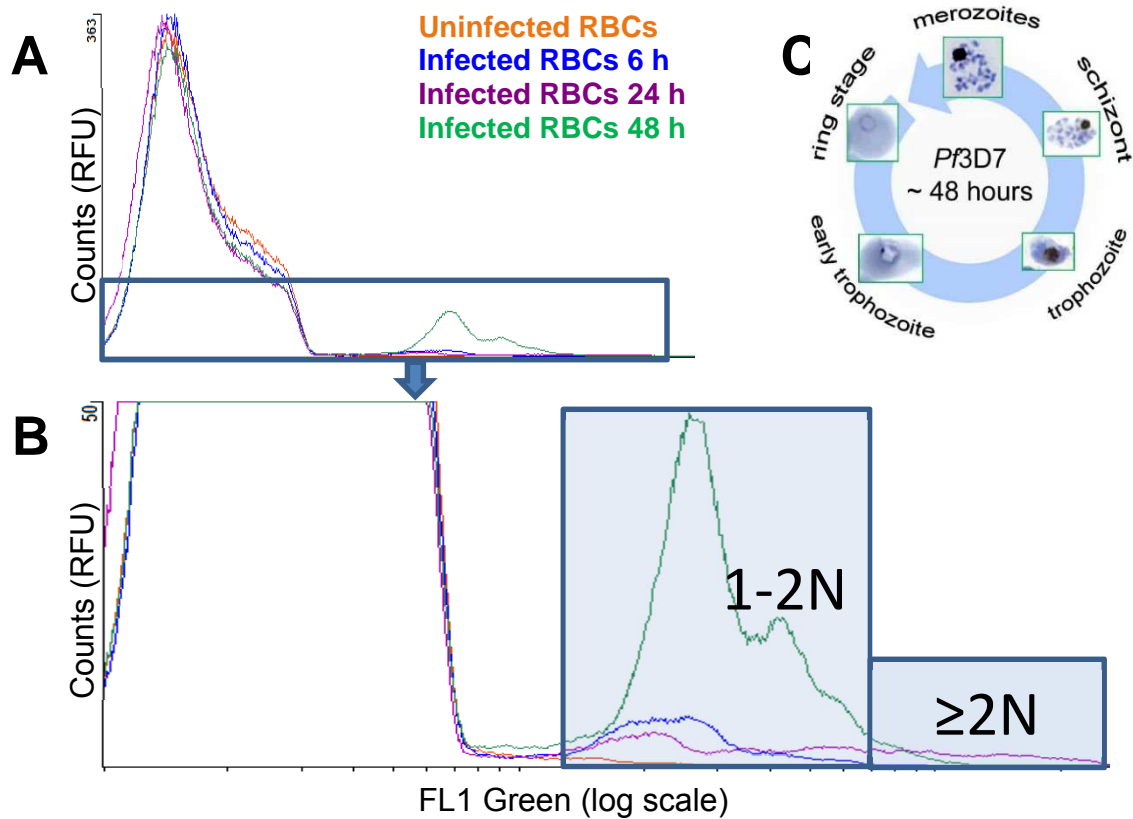 A
363
Counts (RFU)
Uninfected RBCs
Infected RBCs 6 h
Infected RBCs 24 h
Infected RBCs 48 h
C
merozoites
schizont
trophozoite
early trophozoite
ring stage
Pf3D7
~ 48 hours
B
50
Counts (RFU)
1-2N
≥2N
FL1 Green (log scale)